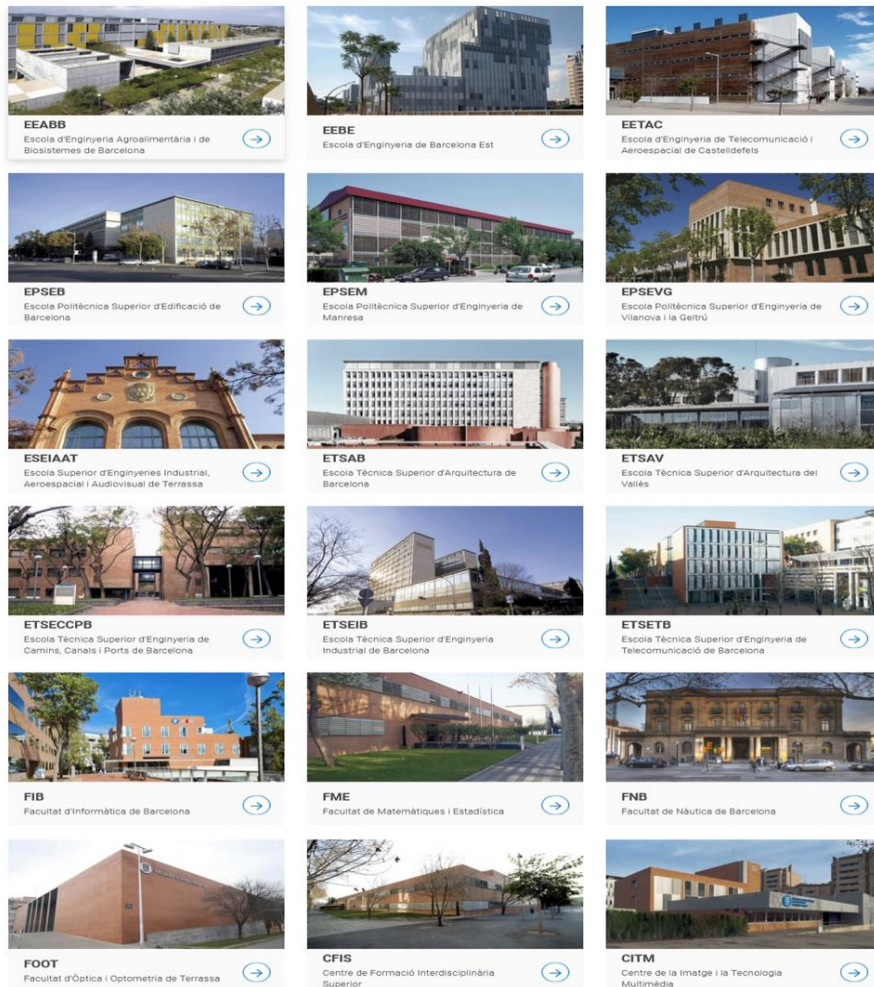 EEABB
Escola d'Enginyeria Agroalimentària i de
Biosistemes de Barcelona
EEBE
Escola d'Enginyeria de Barcelona Est
EETAC
Escola d'Enginyeria de Telecomunicació i
Aeroespacial de Castelldefels
EPSEB
Escola Politècnica Superior d'Edificació de
Barcelona
EPSEM
Escola Politècnica Superior d'Enginyeria de
Manresa
EPSEVG
Escola Politècnica Superior d'Enginyeria de
Vilanova i la Geltrú
ESEIAAT
Escola Superior d'Enginyeries Industrial,
Aeroespacial i Audiovisual de Terrassa
ETSAB
Escola Tècnica Superior d'Arquitectura de
Barcelona
ETSAV
Escola Tècnica Superior d'Arquitectura del
Vallès
ETSECCPB
Escola Tècnica Superior d'Enginyeria de
Camins, Canals i Ports de Barcelona
ETSEIB
Escola Tècnica Superior d'Enginyeria
Industrial de Barcelona
ETSETB
Escola Tècnica Superior d'Enginyeria de
Telecomunicació de Barcelona
FIB
Facultat d'Informàtica de Barcelona
FME
Facultat de Matemàtiques i Estadística
FNB
Facultat de Nàutica de Barcelona
FOOT
Facultat d'Òptica i Optometria de Terrassa
CFIS
Centre de Formació Interdisciplinària
Superior
CITM
Centre de la Imatge i la Tecnologia
Multimèdia